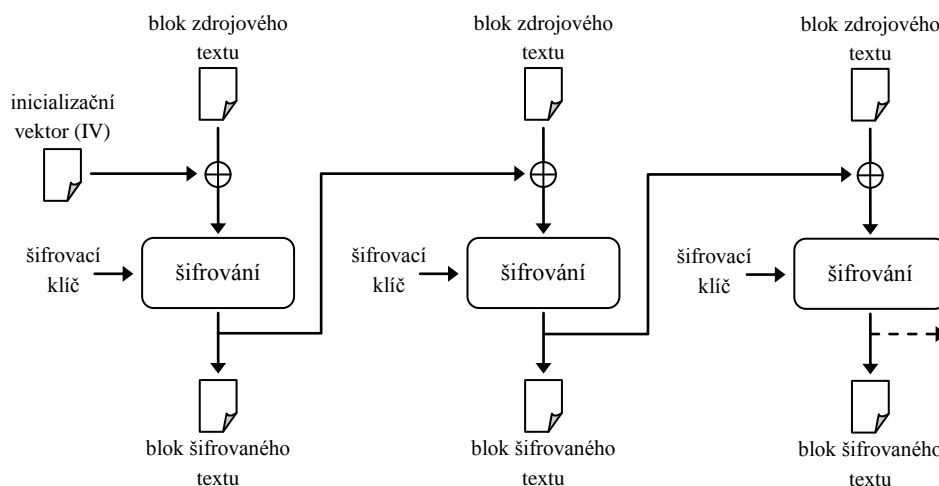 blok zdrojového
textu
blok zdrojového
textu
blok zdrojového
textu
inicializační
vektor (IV)
šifrovací
klíč
šifrování
šifrovací
klíč
šifrování
šifrovací
klíč
šifrování
blok šifrovaného
textu
blok šifrovaného
textu
blok šifrovaného
textu